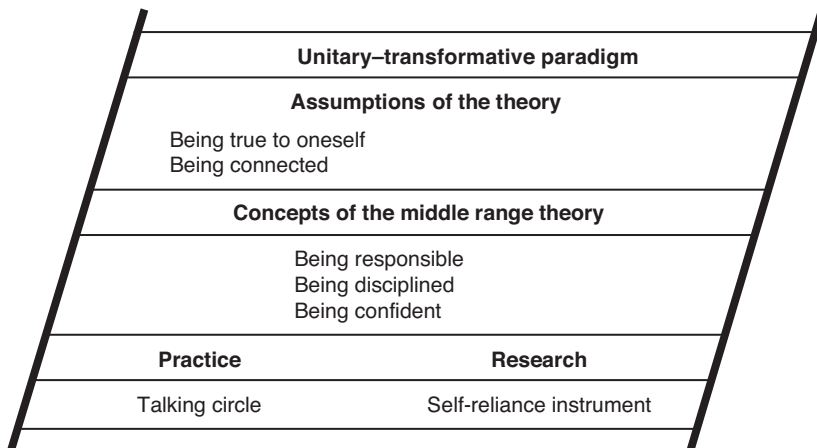 Unitary–transformative paradigm
Assumptions of the theory
Being true to oneself
Being connected
Concepts of the middle range theory
Being responsible
Being disciplined
Being confident
Practice Research
Talking circle Self-reliance instrument